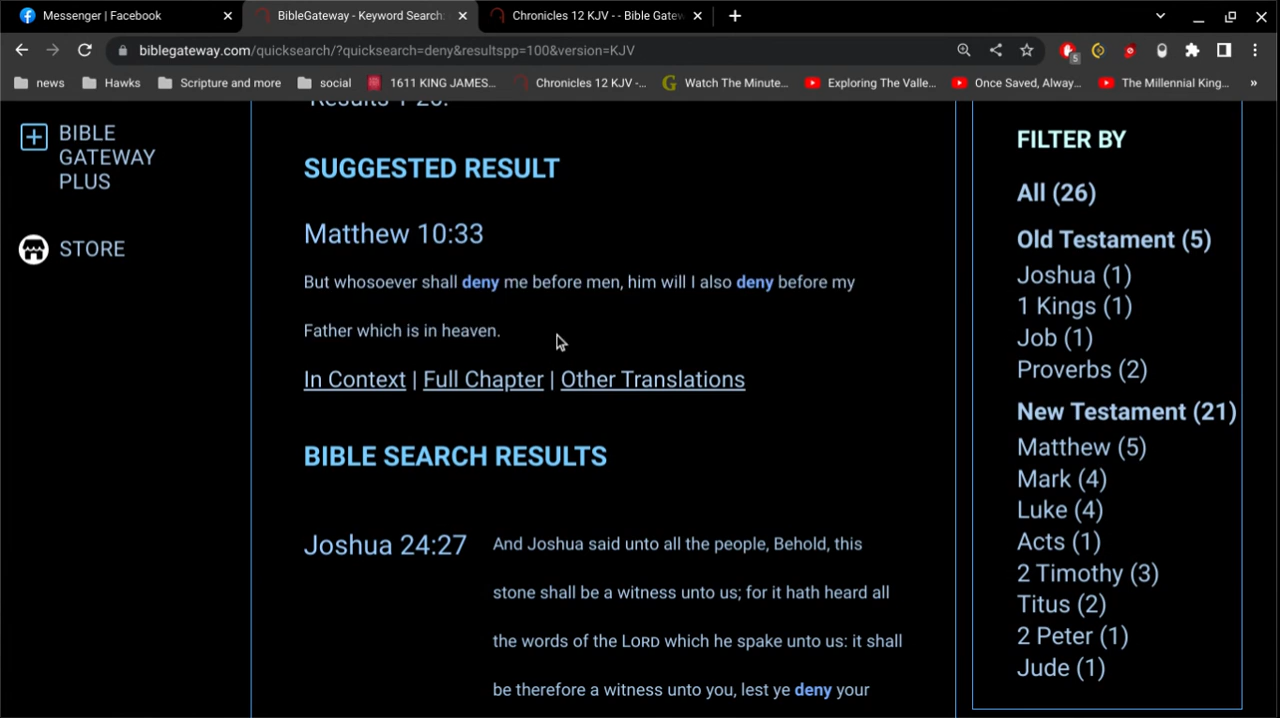 Messenger | Facebook
BibleGateway - Keyword Search:
Chronicles 12 KJV - - Bible Gatew
biblegateway.com/quicksearch/?quicksearch=deny&resultspp=100&version=KJV
5
news
Hawks
Scripture and more
social
1611 KING JAMES...
Chronicles 12 KJV -...
Watch The Minute...
Exploring The Valle...
Once Saved, Alway...
The Millennial King...
»
Results 1-26.
BIBLE
GATEWAY
PLUS
STORE
SUGGESTED RESULT
Matthew 10:33
But whosoever shall deny me before men, him will I also deny before my
Father which is in heaven.
In Context | Full Chapter | Other Translations
BIBLE SEARCH RESULTS
Joshua 24:27
And Joshua said unto all the people, Behold, this
stone shall be a witness unto us; for it hath heard all
the words of the LORD which he spake unto us: it shall
be therefore a witness unto you, lest ye deny your
FILTER BY
All (26)
Old Testament (5)
Joshua (1)
1 Kings (1)
Job (1)
Proverbs (2)
New Testament (21)
Matthew (5)
Mark (4)
Luke (4)
Acts (1)
2 Timothy (3)
Titus (2)
2 Peter (1)
Jude (1)